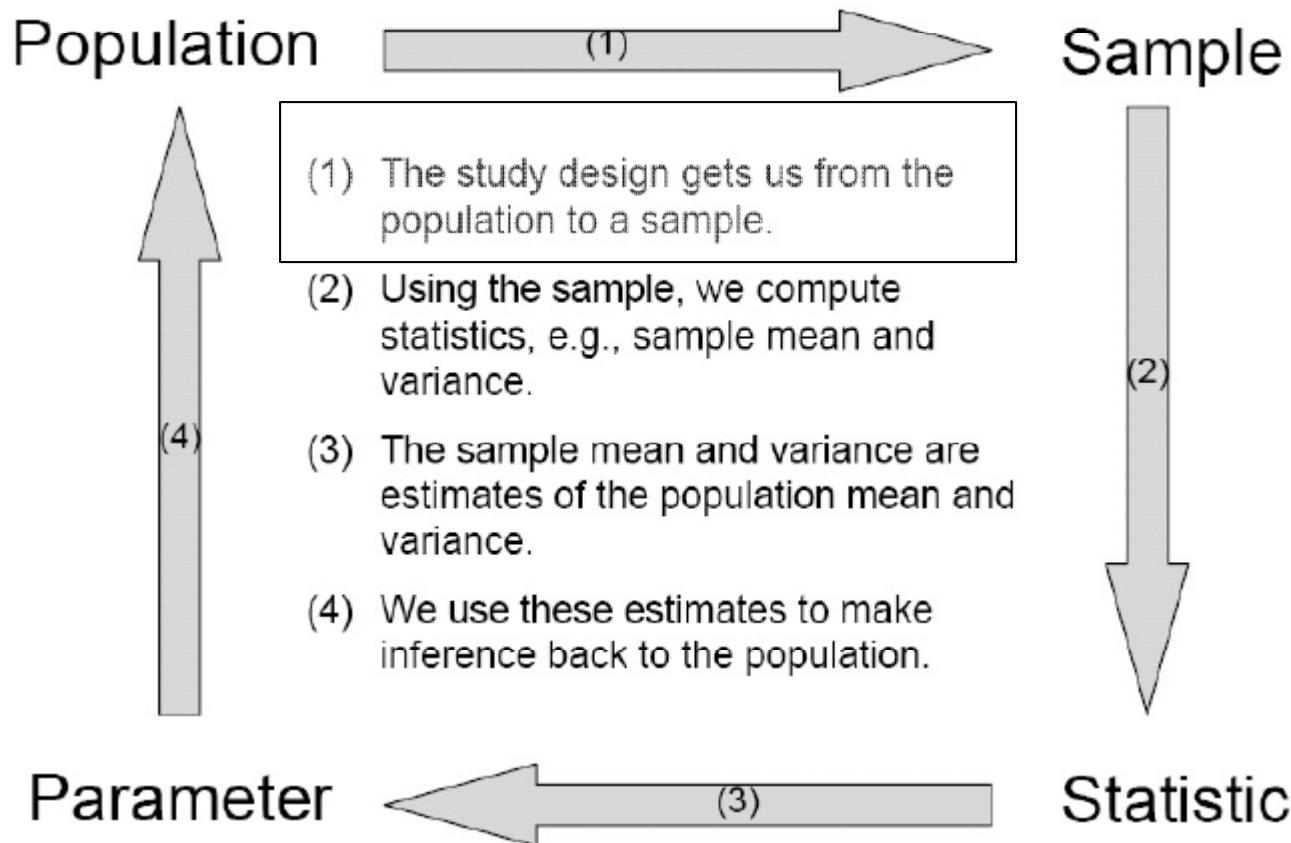 Population
(1)
Sample
(1) The study design gets us from the
population to a sample.
(2) Using the sample, we compute
statistics, e.g., sample mean and
variance.
(2)
(4)
(3) The sample mean and variance are
estimates of the population mean and
variance.
(4) We use these estimates to make
inference back to the population.
Parameter
(3)
Statistic